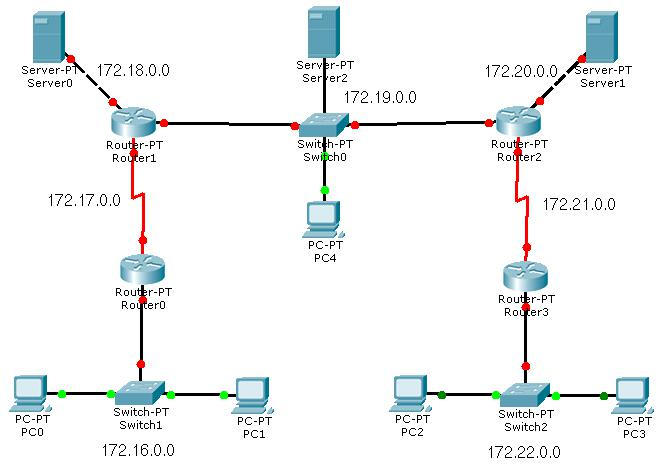 Server-PT
Server0
172.18.0.0
Server-PT
Server2
172.19.0.0
172.20.0.0
Server-PT
Server1
Router-PT
Router1
Switch-PT
Switch0
Router-PT
Router2
172.17.0.0
PC-PT
PC4
172.21.0.0
Router-PT
Router0
Router-PT
Router3
PC-PT
PC0
Switch-PT
Switch1
PC-PT
PC1
172.16.0.0
PC-PT
PC2
Switch-PT
Switch2
PC-PT
PC3
172.22.0.0